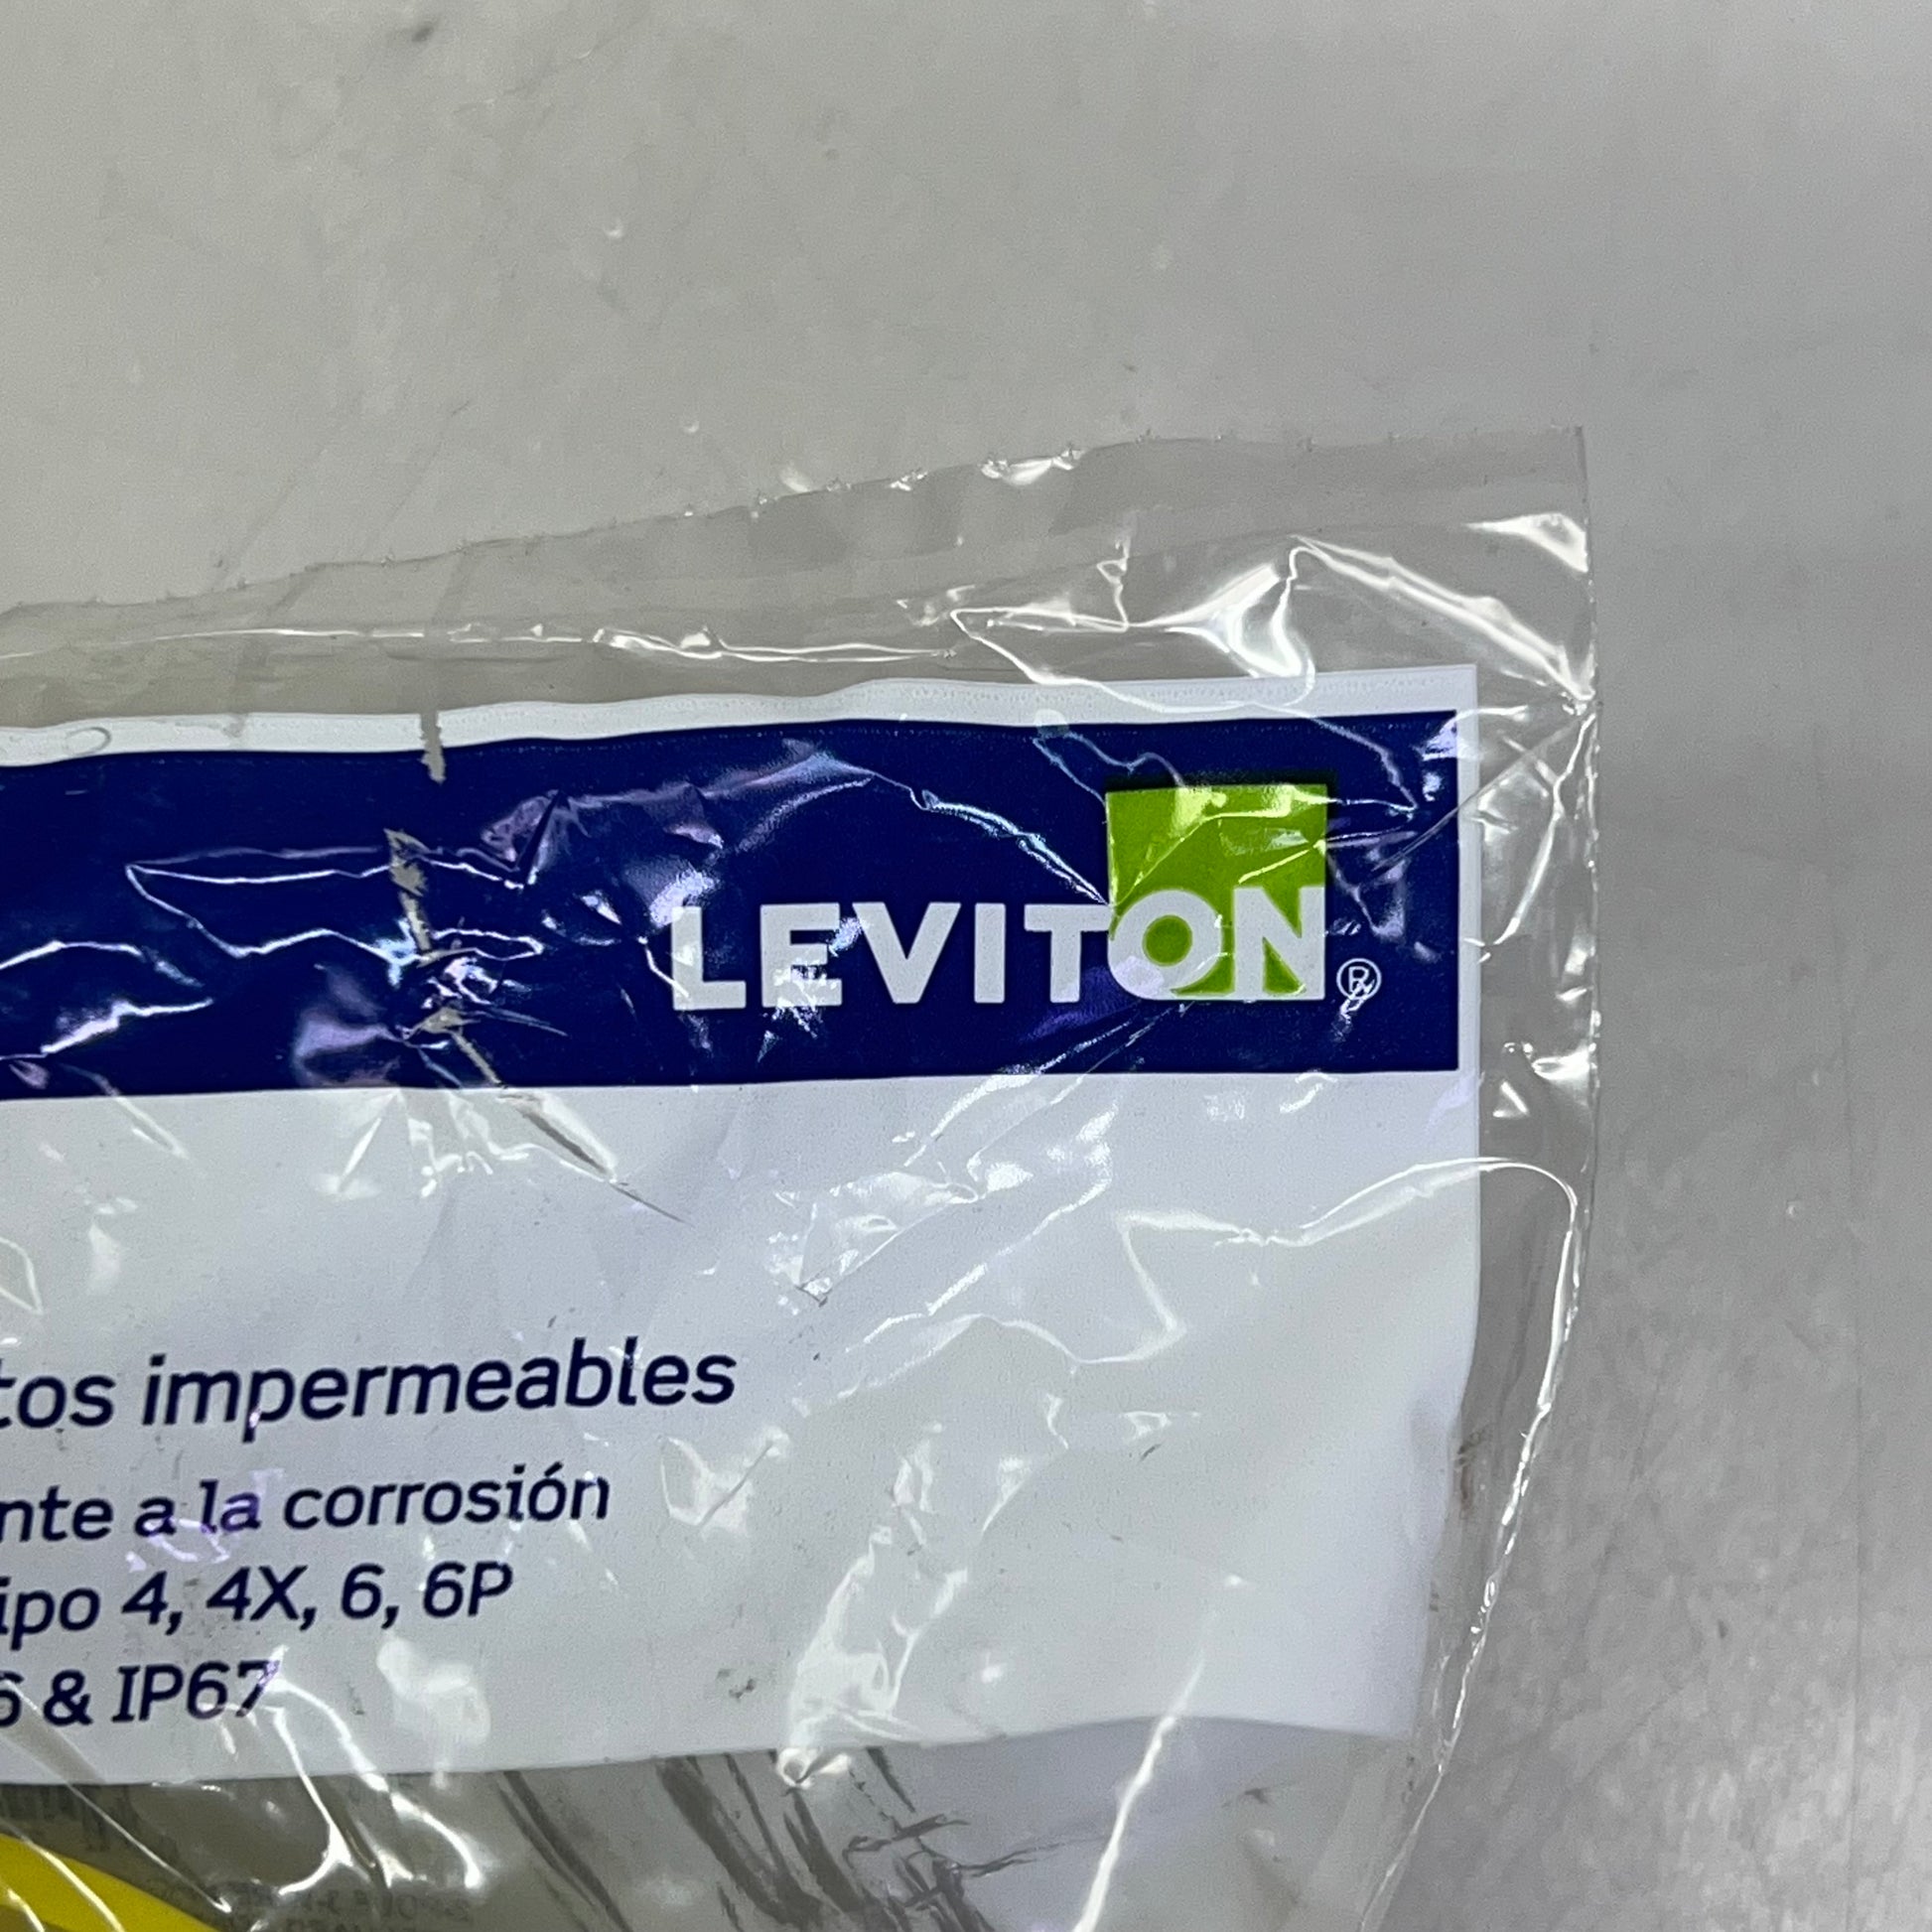 LEVITON®
tos impermeables
nte a la corrosión
ipo 4, 4X, 6, 6P
6 & IP67